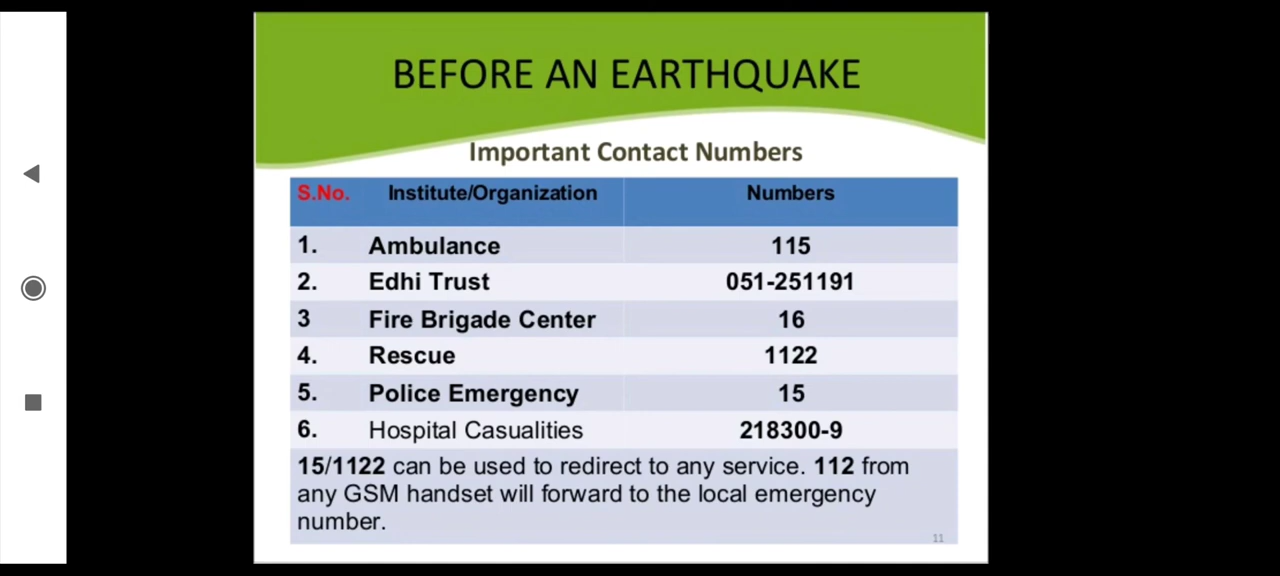 BEFORE AN EARTHQUAKE
Important Contact Numbers
S.No. Institute/Organization Numbers
1. Ambulance 115
2. Edhi Trust 051-251191
3 Fire Brigade Center 16
4. Rescue 1122
5. Police Emergency 15
6. Hospital Casualities 218300-9
15/1122 can be used to redirect to any service. 112 from
any GSM handset will forward to the local emergency
number.
11